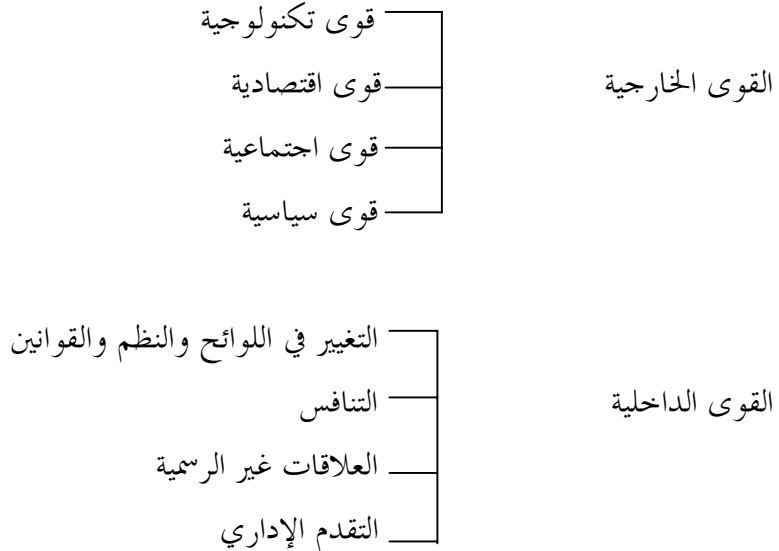 القوى الخارجية
قوى تكنولوجية
قوى اقتصادية
قوى اجتماعية
قوى سياسية
القوى الداخلية
التغيير في اللوائح والنظم والقوانين
التنافس
العلاقات غير الرسمية
التقدم الإداري